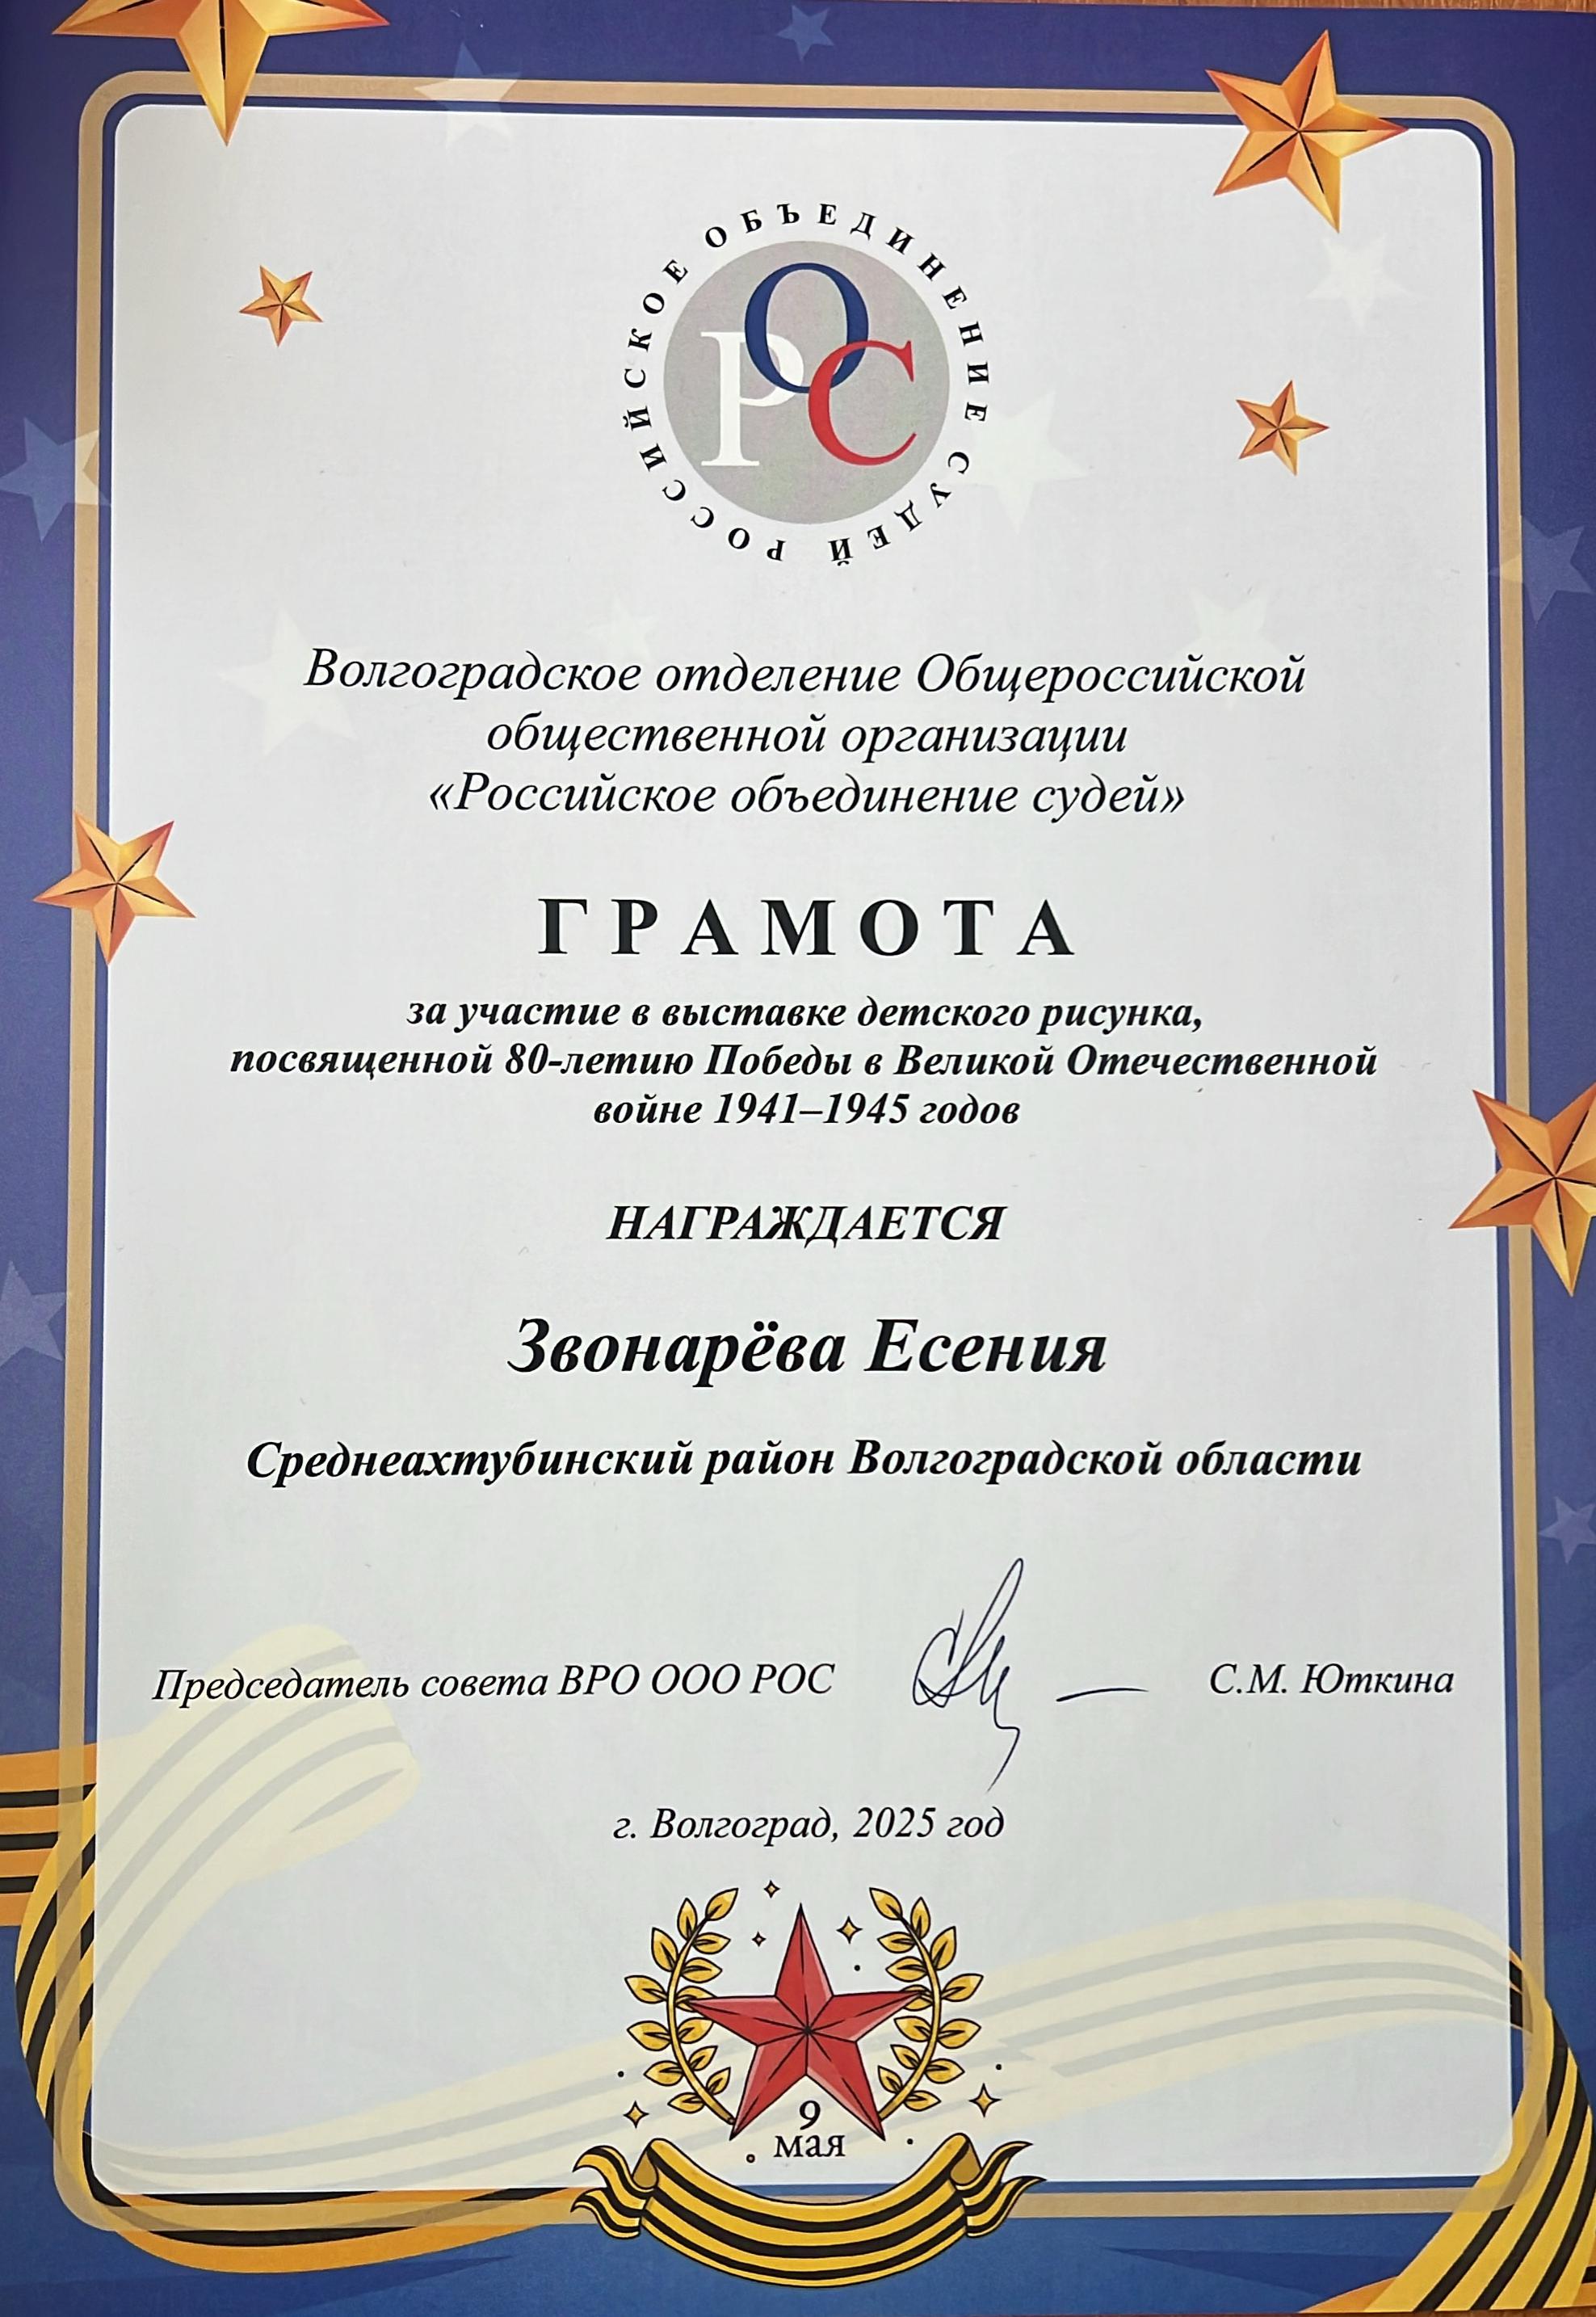 РОССИЙСКОЕ ОБЪЕДИНЕНИЕ СУДЕЙ
РОС
Волгоградское отделение Общероссийской
общественной организации
«Российское объединение судей»
ГРАМОТА
за участие в выставке детского рисунка,
посвященной 80-летию Победы в Великой Отечественной
войне 1941–1945 годов
НАГРАЖДАЕТСЯ
Звонарёва Есения
Среднеахтубинский район Волгоградской области
Председатель совета ВРО ООО РОС С.М. Юткина
г. Волгоград, 2025 год
9
мая